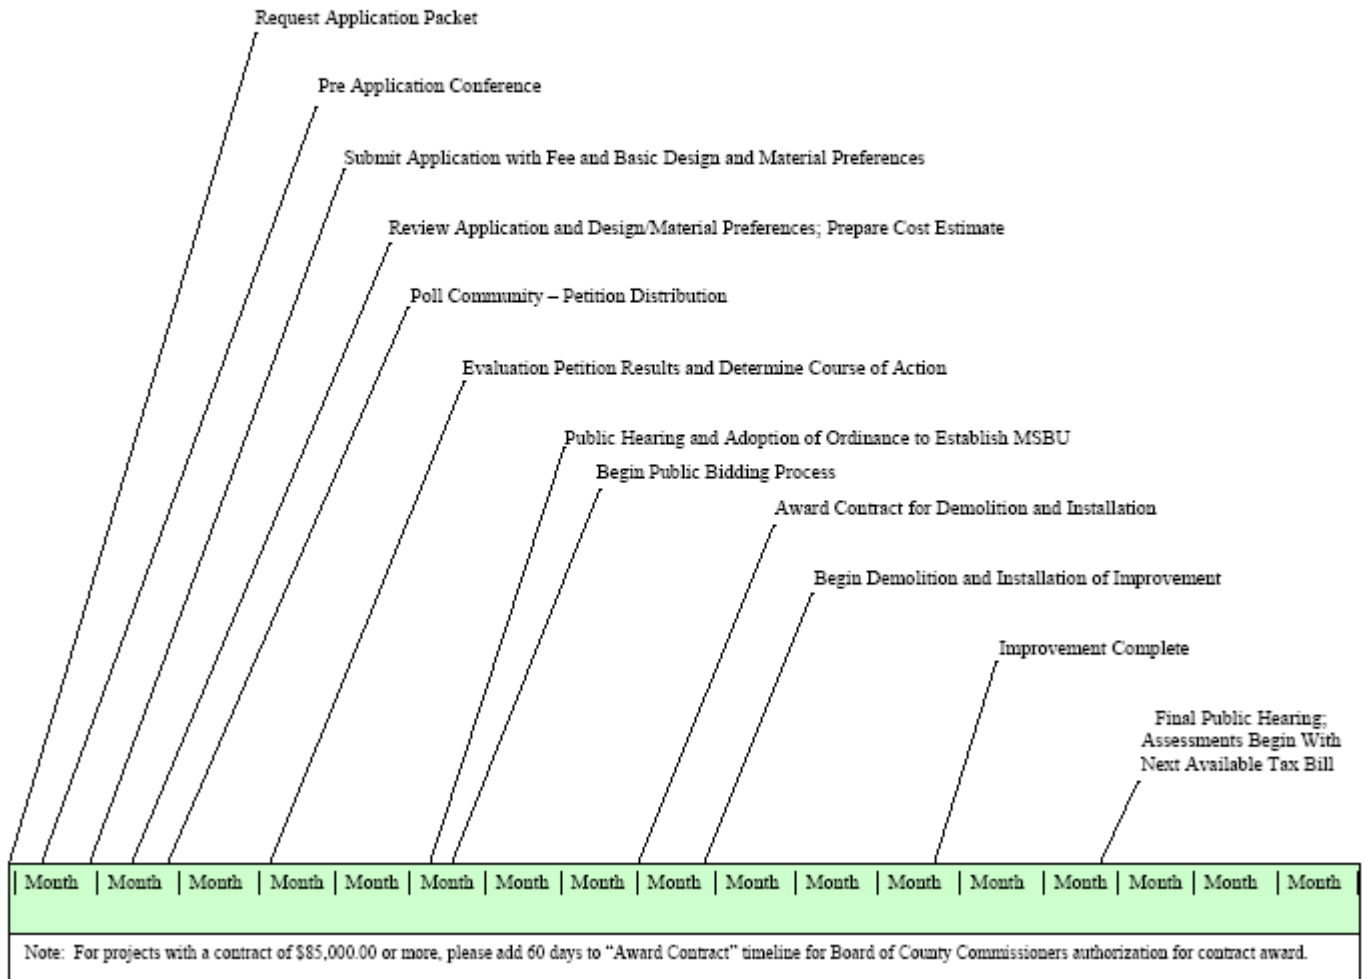 Request Application Packet
Pre Application Conference
Submit Application with Fee and Basic Design and Material Preferences
Review Application and Design/Material Preferences; Prepare Cost Estimate
Poll Community – Petition Distribution
Evaluation Petition Results and Determine Course of Action
Public Hearing and Adoption of Ordinance to Establish MSBU
Begin Public Bidding Process
Award Contract for Demolition and Installation
Begin Demolition and Installation of Improvement
Improvement Complete
Final Public Hearing;
Assessments Begin With
Next Available Tax Bill
| Month | Month | Month | Month | Month | Month | Month | Month | Month | Month | Month | Month | Month | Month | Month | Month | Month |
Note: For projects with a contract of $85,000.00 or more, please add 60 days to “Award Contract” timeline for Board of County Commissioners authorization for contract award.